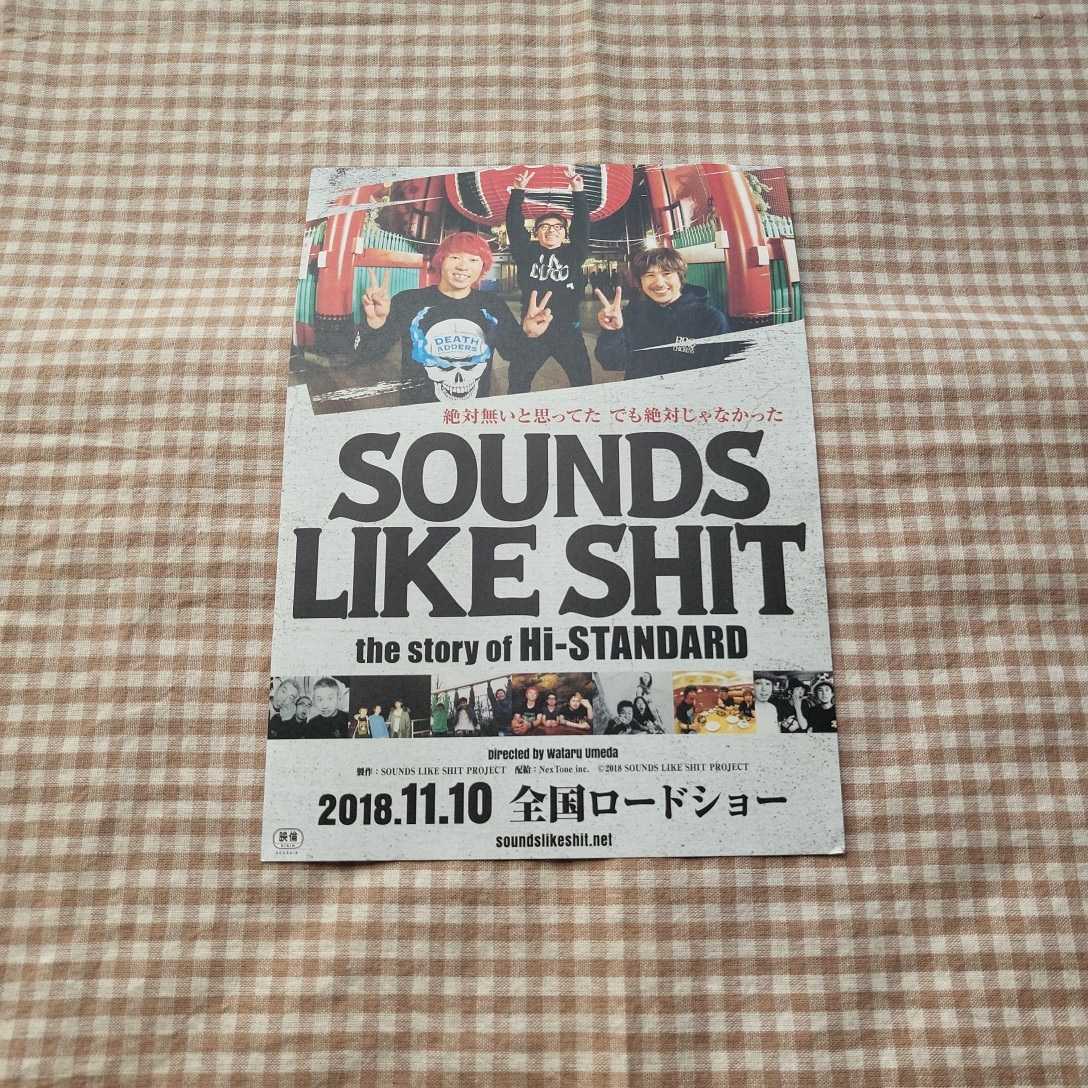 DEATH
ADDERS
絶対無いと思ってた でも絶対じゃなかった
SOUNDS
LIKE SHIT
the story of Hi-STANDARD
Directed by Wataru Umeda
製作：SOUNDS LIKE SHIT PROJECT 配給：NexTone inc. ©2018 SOUNDS LIKE SHIT PROJECT
2018.11.10 全国ロードショー
映倫
soundslikeshit.net